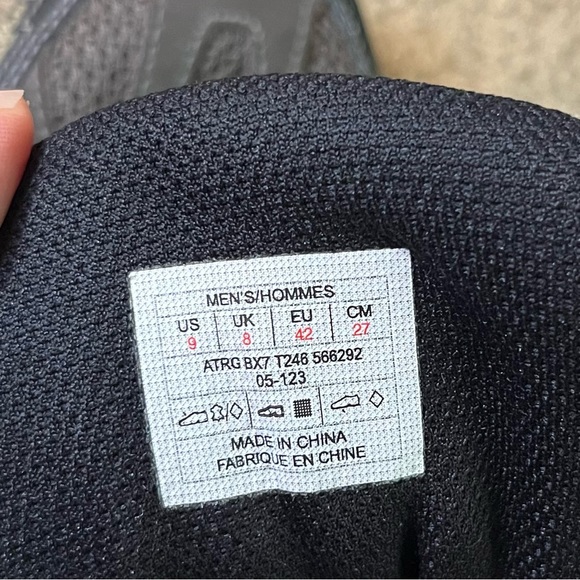 MEN'S/HOMMES
US UK EU CM
9 8 42 27
ATRG BX7 T246 566292
05-123
MADE IN CHINA
FABRIQUE EN CHINE